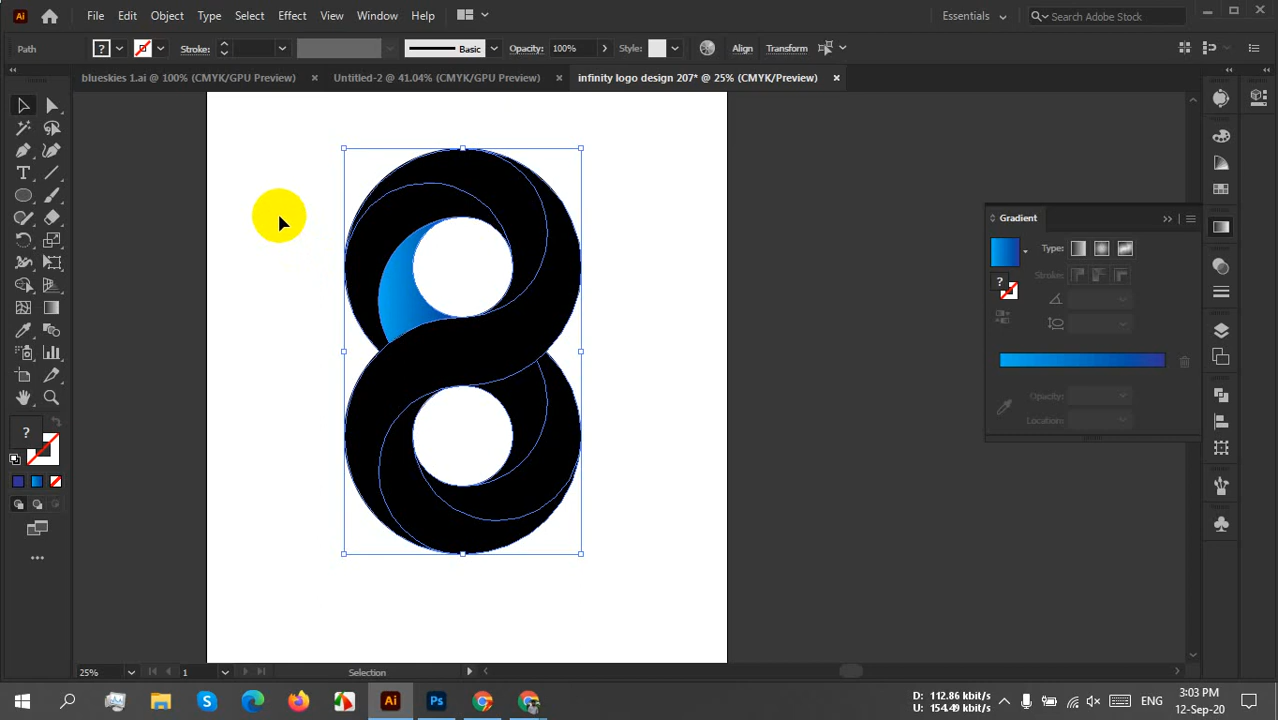 Ai File Edit Object Type Select Effect View Window Help Essentials Search Adobe Stock
Path ? Stroke: Basic Opacity: 100% Style: Align Transform
blueskies 1.ai @ 100% (CMYK/GPU Preview) Untitled-2 @ 41.04% (CMYK/GPU Preview) infinity logo design 207* @ 25% (CMYK/Preview)
Gradient
Type:
Stroke:
?
Opacity:
Location:
T
?
25% 1 Selection
S Ai Ps D: 112.86 kbit/s ENG 3:03 PM
U: 154.49 kbit/s 12-Sep-20